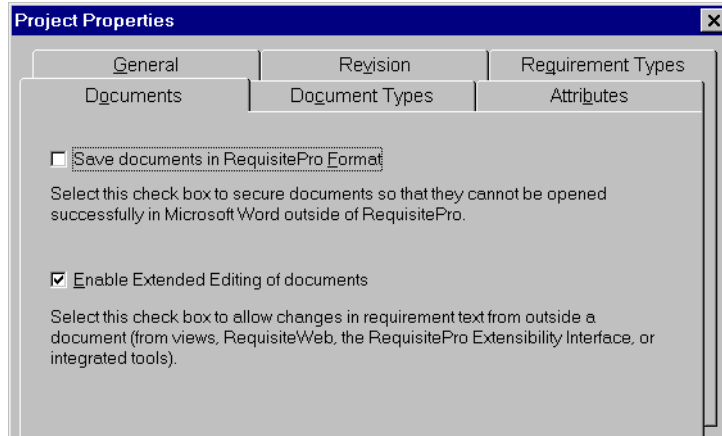 Project Properties
General Revision Requirement Types
Documents Document Types Attributes
Save documents in RequisitePro Format
Select this check box to secure documents so that they cannot be opened
successfully in Microsoft Word outside of RequisitePro.
Enable Extended Editing of documents
Select this check box to allow changes in requirement text from outside a
document (from views, RequisiteWeb, the RequisitePro Extensibility Interface, or
integrated tools).